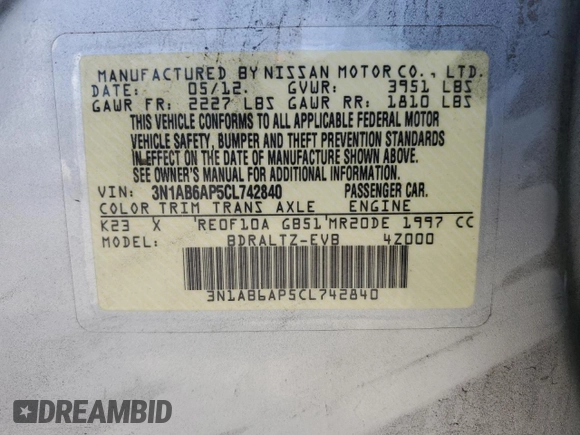 MANUFACTURED BY NISSAN MOTOR CO., LTD.
DATE: 05/12. GVWR: 3951 LBS
GAWR FR: 2227 LBS GAWR RR: 1810 LBS
THIS VEHICLE CONFORMS TO ALL APPLICABLE FEDERAL MOTOR
VEHICLE SAFETY, BUMPER AND THEFT PREVENTION STANDARDS
IN EFFECT ON THE DATE OF MANUFACTURE SHOWN ABOVE.
SEE OWNER'S MANUAL FOR ADDITIONAL INFORMATION.
VIN: 3N1AB6AP5CL742840 PASSENGER CAR.
COLOR TRIM TRANS AXLE ENGINE
K23 X 'RE0F10A GB51'MR20DE 1997 CC
MODEL: BDRALTZ-EVB 4Z000
3N1AB6AP5CL742840
DREAMBID